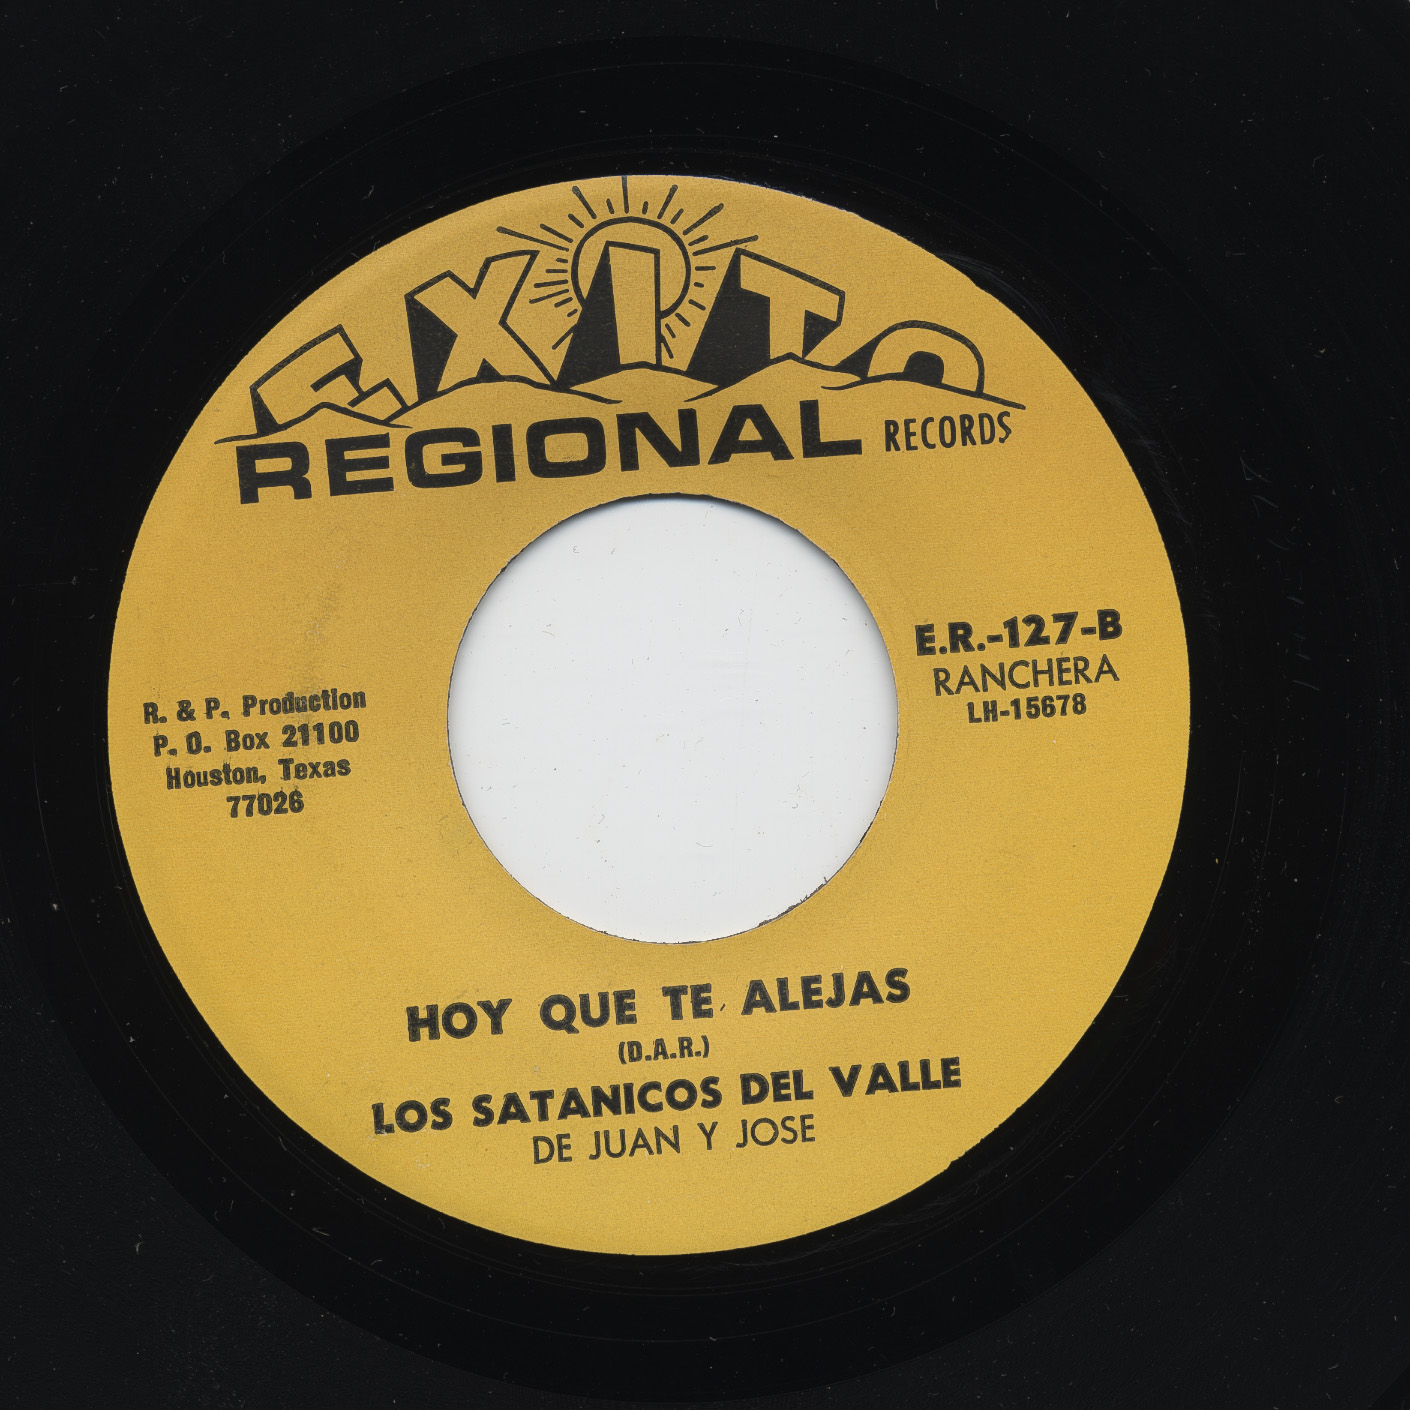 EXITO
REGIONAL RECORDS
R. & P. Production
P. O. Box 21100
Houston, Texas
77026
E.R.-127-B
RANCHERA
LH-15678
HOY QUE TE ALEJAS
(D.A.R.)
LOS SATANICOS DEL VALLE
DE JUAN Y JOSE